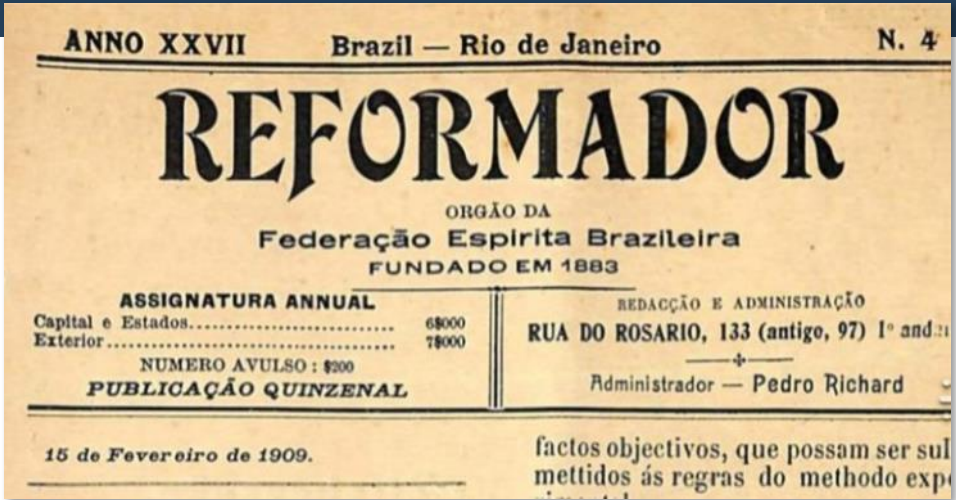 ANNO XXVII Brazil — Rio de Janeiro N. 4
REFORMADOR
ORGÃO DA
Federação Espirita Brazileira
FUNDADO EM 1883
ASSIGNATURA ANNUAL
Capital e Estados........................ 6$000
Exterior........................ 7$000
NUMERO AVULSO : $200
PUBLICAÇÃO QUINZENAL
REDACÇÃO E ADMINISTRAÇÃO
RUA DO ROSARIO, 133 (antigo, 97) 1º and
Administrador — Pedro Richard
15 de Fevereiro de 1909.
factos objectivos, que possam ser sul
mettidos ás regras do methodo exp